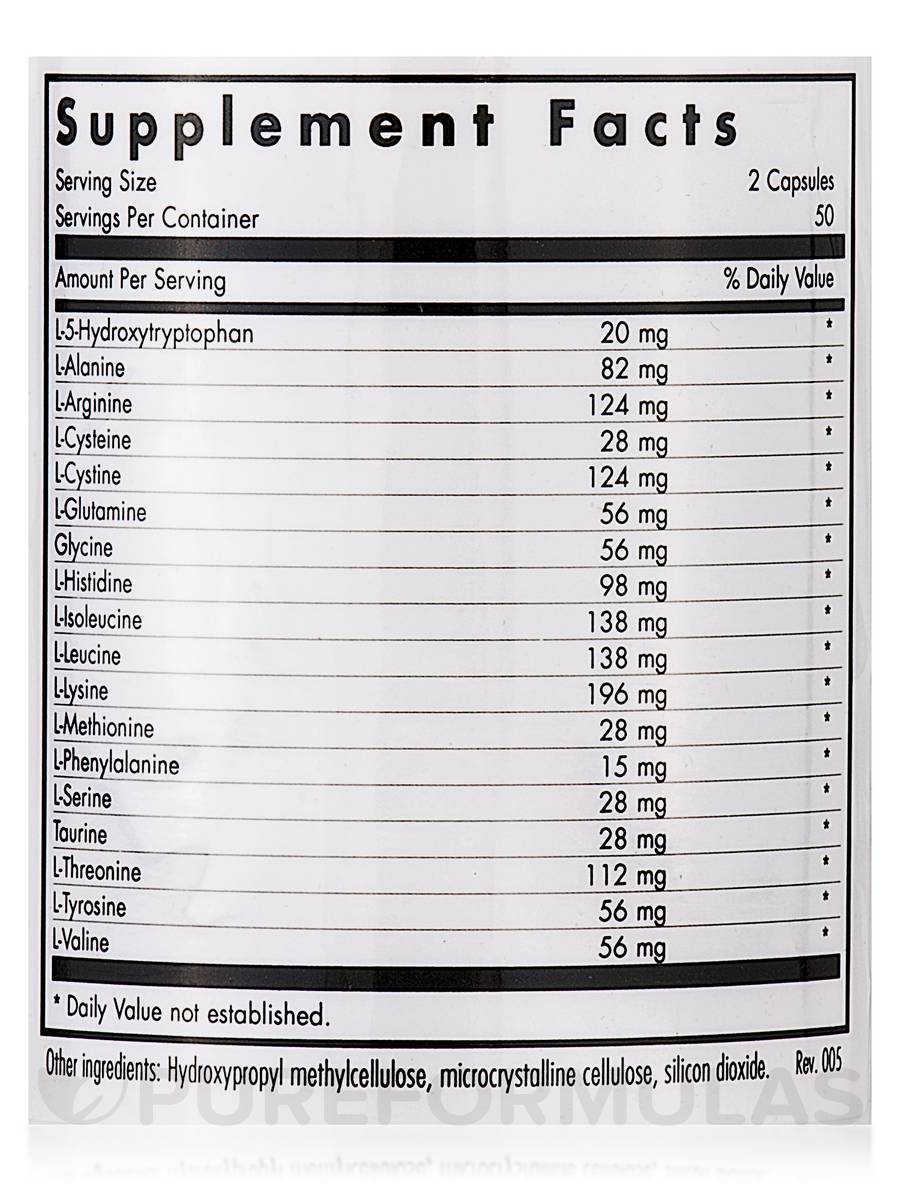 Supplement Facts
Serving Size 2 Capsules
Servings Per Container 50
Amount Per Serving % Daily Value
L-5-Hydroxytryptophan 20 mg *
L-Alanine 82 mg *
L-Arginine 124 mg *
L-Cysteine 28 mg *
L-Cystine 124 mg *
L-Glutamine 56 mg *
Glycine 56 mg *
L-Histidine 98 mg *
L-Isoleucine 138 mg *
L-Leucine 138 mg *
L-Lysine 196 mg *
L-Methionine 28 mg *
L-Phenylalanine 15 mg *
L-Serine 28 mg *
Taurine 28 mg *
L-Threonine 112 mg *
L-Tyrosine 56 mg *
L-Valine 56 mg *
* Daily Value not established.
Other ingredients: Hydroxypropyl methylcellulose, microcrystalline cellulose, silicon dioxide. Rev. 005
PUREFORMULAS